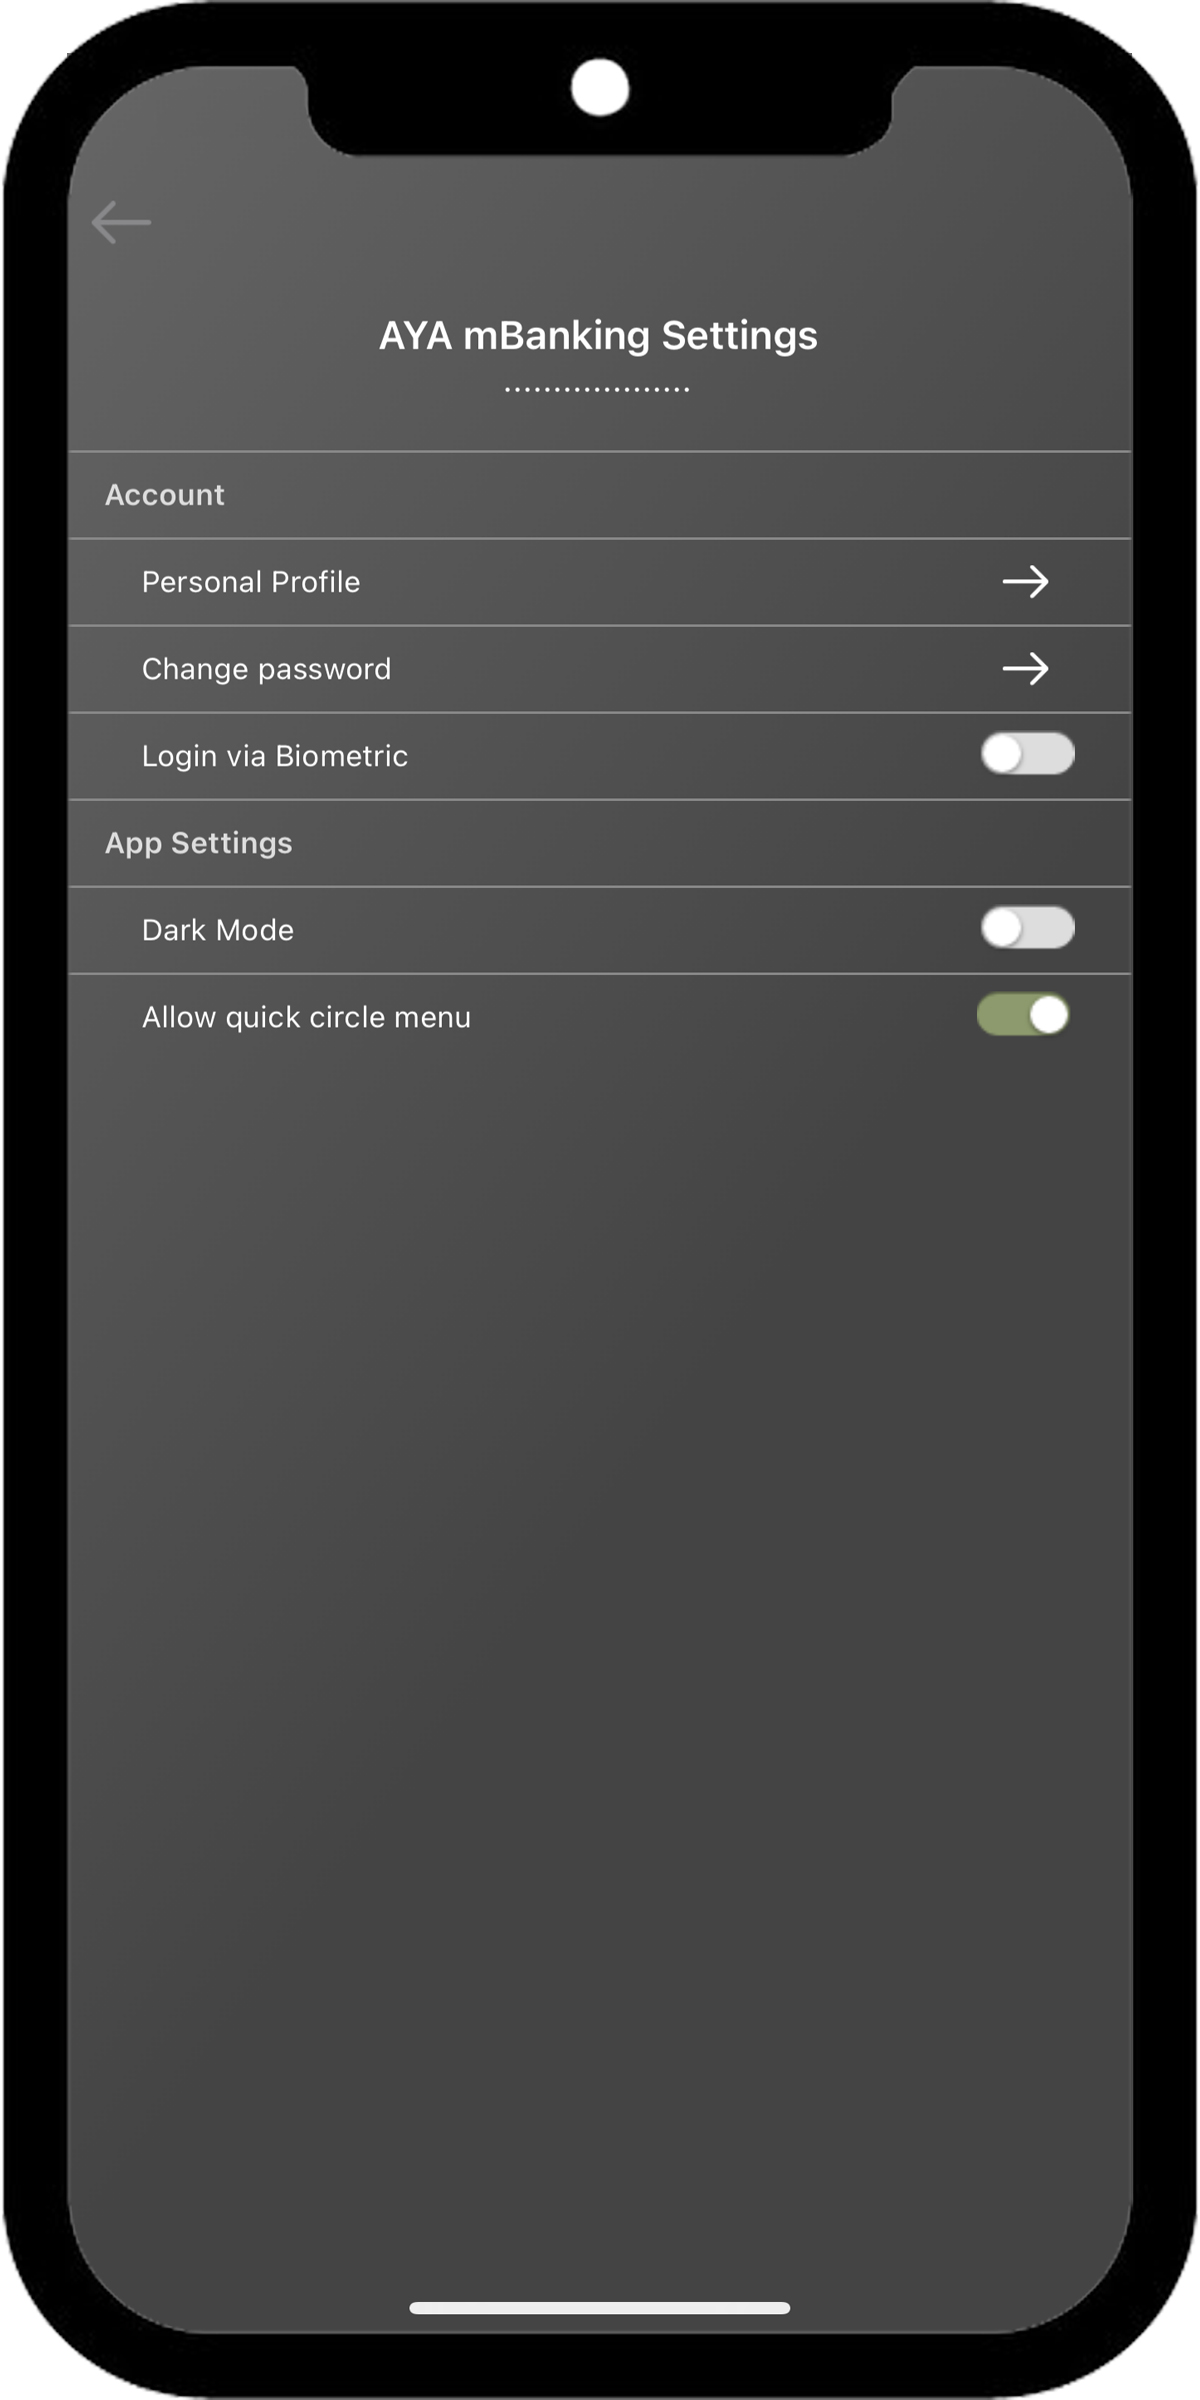 AYA mBanking Settings
...................
Account
Personal Profile
Change password
Login via Biometric
App Settings
Dark Mode
Allow quick circle menu